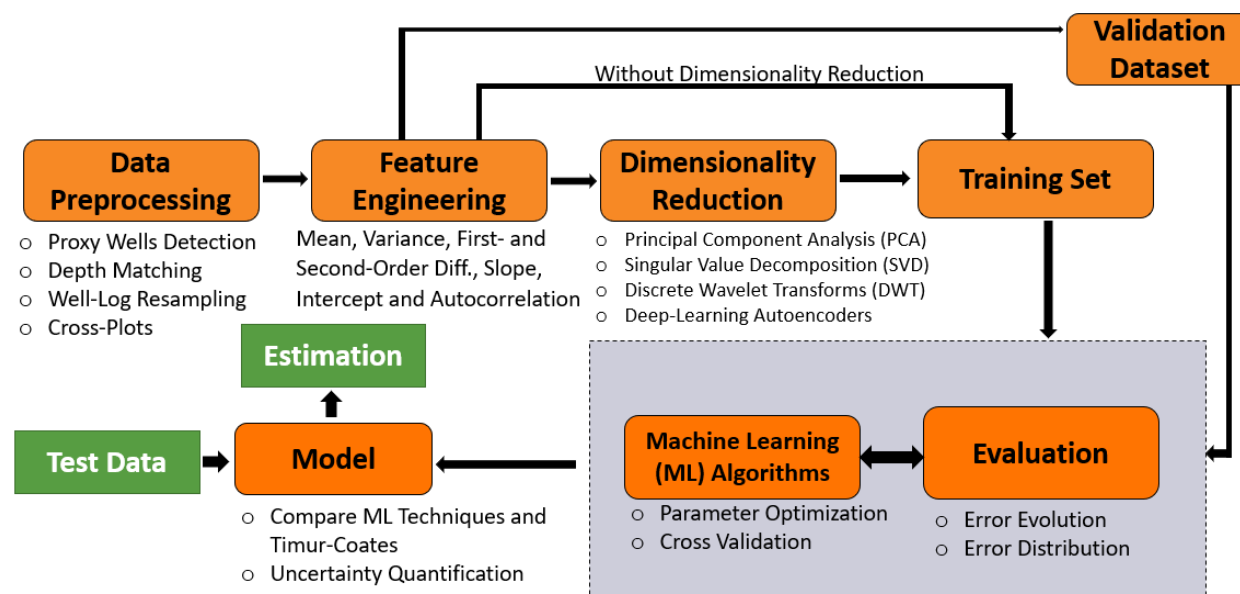 Validation
Dataset
Without Dimensionality Reduction
Data
Preprocessing
Feature
Engineering
Dimensionality
Reduction
Training Set
○ Proxy Wells Detection
○ Depth Matching
○ Well-Log Resampling
○ Cross-Plots
Mean, Variance, First- and
Second-Order Diff., Slope,
Intercept and Autocorrelation
○ Principal Component Analysis (PCA)
○ Singular Value Decomposition (SVD)
○ Discrete Wavelet Transforms (DWT)
○ Deep-Learning Autoencoders
Estimation
Test Data
Model
Machine Learning
(ML) Algorithms
Evaluation
○ Compare ML Techniques and
Timur-Coates
○ Uncertainty Quantification
○ Parameter Optimization
○ Cross Validation
○ Error Evolution
○ Error Distribution